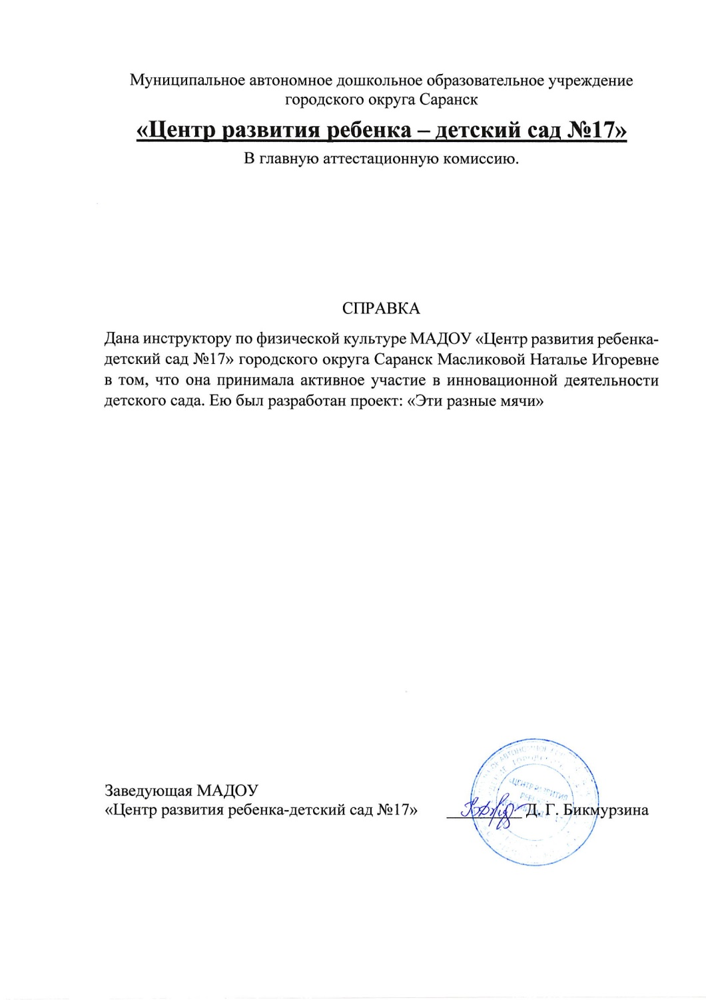 Муниципальное автономное дошкольное образовательное учреждение
городского округа Саранск
«Центр развития ребенка – детский сад №17»
В главную аттестационную комиссию.
СПРАВКА
Дана инструктору по физической культуре МАДОУ «Центр развития ребенка-
детский сад №17» городского округа Саранск Масликовой Наталье Игоревне
в том, что она принимала активное участие в инновационной деятельности
детского сада. Ею был разработан проект: «Эти разные мячи»
Заведующая МАДОУ
«Центр развития ребенка-детский сад №17» Д. Г. Бикмурзина
«ЦЕНТР РАЗВИТИЯ